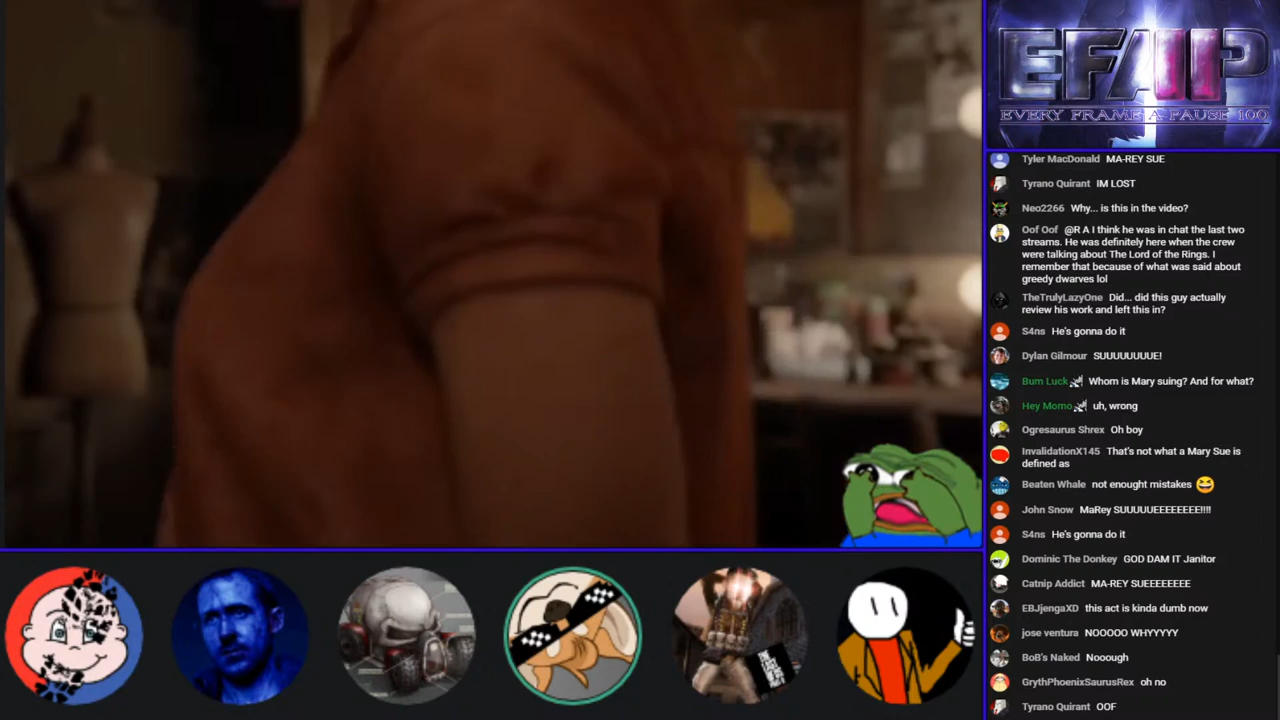 EFAP
EVERY FRAME A PAUSE 100
Tyler MacDonald MA-REY SUE
Tyrano Quirant IM LOST
Neo2266 Why... is this in the video?
Oof Oof @R A I think he was in chat the last two
streams. He was definitely here when the crew
were talking about The Lord of the Rings. I
remember that because of what was said about
greedy dwarves lol
TheTrulyLazyOne Did... did this guy actually
review his work and left this in?
S4ns He's gonna do it
Dylan Gilmour SUUUUUUUUE!
Bum Luck Whom is Mary suing? And for what?
Hey Momo uh, wrong
Ogresaurus Shrex Oh boy
InvalidationX145 That's not what a Mary Sue is
defined as
Beaten Whale not enought mistakes
John Snow MaRey SUUUUUEEEEEEEE!!!!
S4ns He's gonna do it
Dominic The Donkey GOD DAM IT Janitor
Catnip Addict MA-REY SUEEEEEEEE
EBJjengaXD this act is kinda dumb now
jose ventura NOOOOO WHYYYYY
BoB's Naked Nooough
GrythPhoenixSaurusRex oh no
Tyrano Quirant OOF